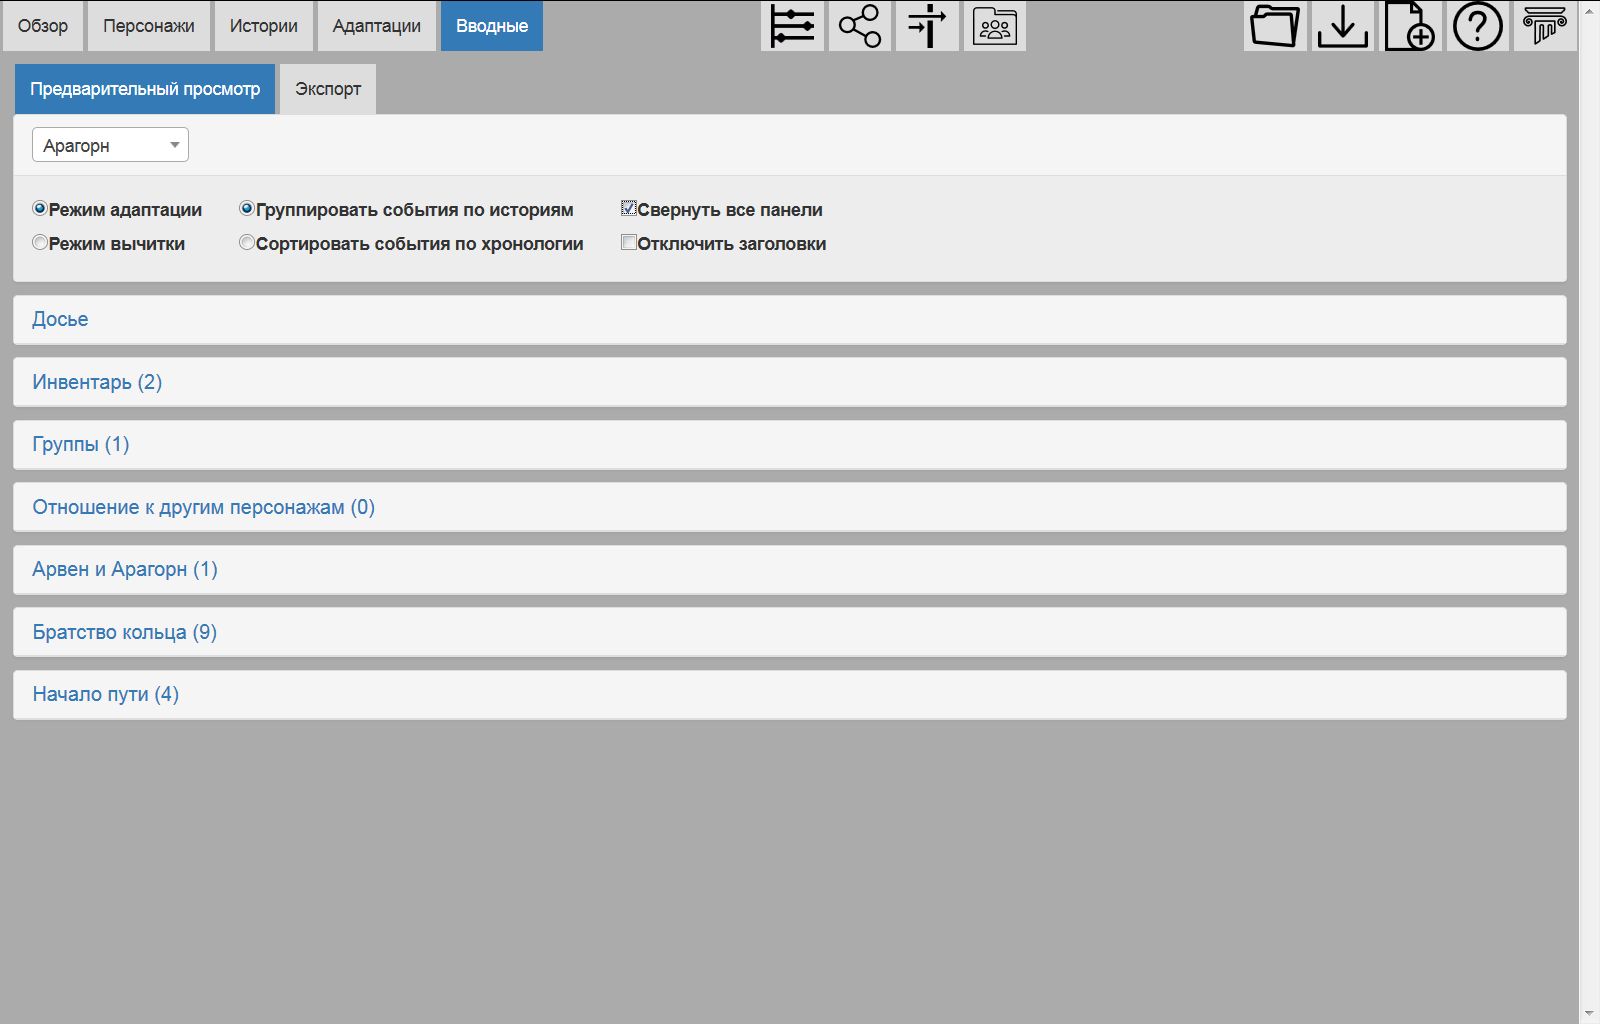 Обзор Персонажи Истории Адаптации Вводные
Предварительный просмотр Экспорт
Арагорн
Режим адаптации Группировать события по историям Свернуть все панели
Режим вычитки Сортировать события по хронологии Отключить заголовки
Досье
Инвентарь (2)
Группы (1)
Отношение к другим персонажам (0)
Арвен и Арагорн (1)
Братство кольца (9)
Начало пути (4)